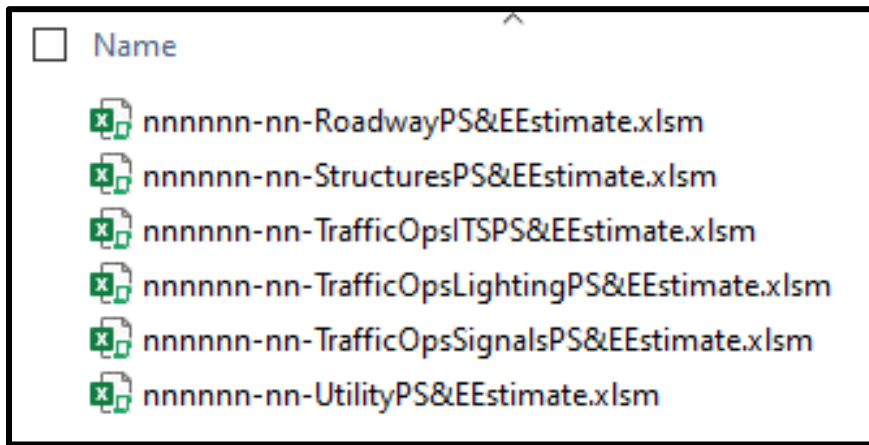 Name
nnnnnn-nn-RoadwayPS&EEstimate.xlsm
nnnnnn-nn-StructuresPS&EEstimate.xlsm
nnnnnn-nn-TrafficOpsITSPS&EEstimate.xlsm
nnnnnn-nn-TrafficOpsLightingPS&EEstimate.xlsm
nnnnnn-nn-TrafficOpsSignalsPS&EEstimate.xlsm
nnnnnn-nn-UtilityPS&EEstimate.xlsm